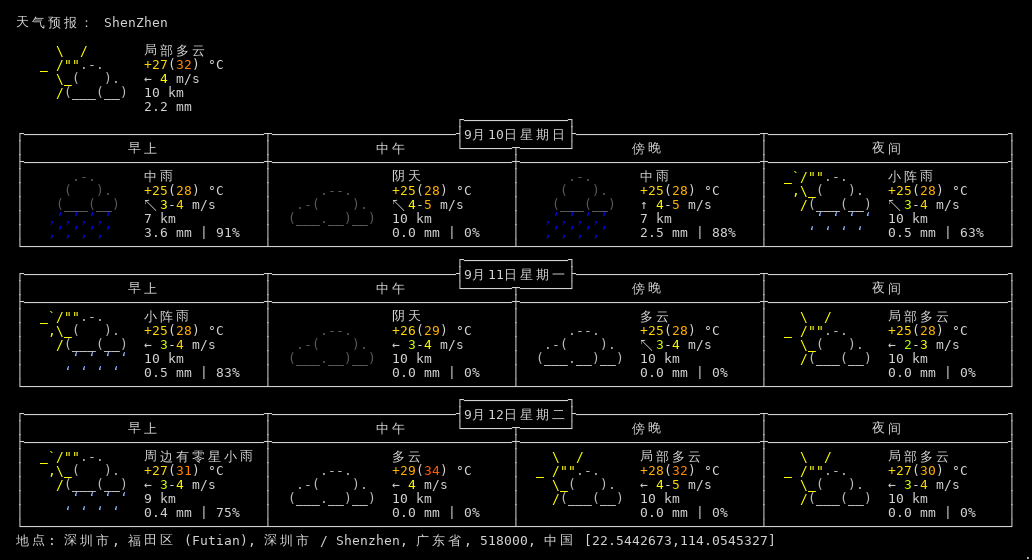 天气预报： ShenZhen
局部多云
+27(32) °C
← 4 m/s
10 km
2.2 mm
9月10日星期日
早上 中午 傍晚 夜间
中雨 阴天 中雨 小阵雨
+25(28) °C +25(28) °C +25(28) °C +25(28) °C
↖ 3-4 m/s ↖ 4-5 m/s ↑ 4-5 m/s ↖ 3-4 m/s
7 km 10 km 7 km 10 km
3.6 mm | 91% 0.0 mm | 0% 2.5 mm | 88% 0.5 mm | 63%
9月11日星期一
早上 中午 傍晚 夜间
小阵雨 阴天 多云 局部多云
+25(28) °C +26(29) °C +25(28) °C +25(28) °C
← 3-4 m/s ← 3-4 m/s ↖ 3-4 m/s ← 2-3 m/s
10 km 10 km 10 km 10 km
0.5 mm | 83% 0.0 mm | 0% 0.0 mm | 0% 0.0 mm | 0%
9月12日星期二
早上 中午 傍晚 夜间
周边有零星小雨 多云 局部多云 局部多云
+27(31) °C +29(34) °C +28(32) °C +27(30) °C
← 3-4 m/s ← 4 m/s ← 4-5 m/s ← 3-4 m/s
9 km 10 km 10 km 10 km
0.4 mm | 75% 0.0 mm | 0% 0.0 mm | 0% 0.0 mm | 0%
地点: 深圳市, 福田区 (Futian), 深圳市 / Shenzhen, 广东省, 518000, 中国 [22.5442673,114.0545327]